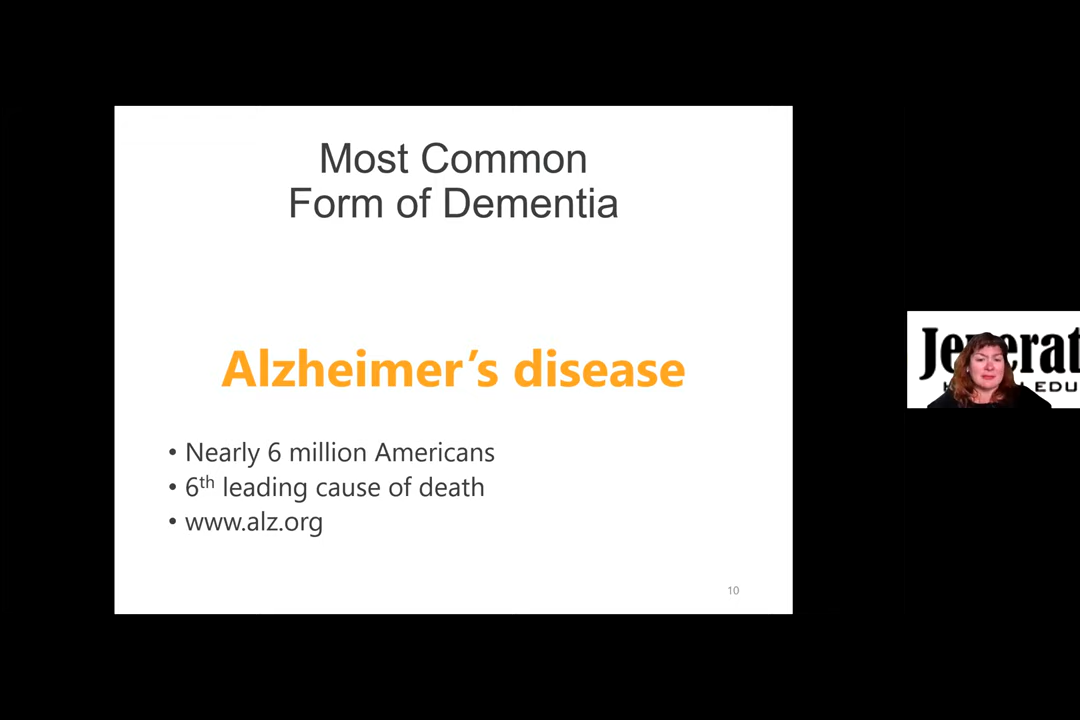 Most Common
Form of Dementia
Alzheimer's disease
• Nearly 6 million Americans
• 6th leading cause of death
• www.alz.org
10
EDU